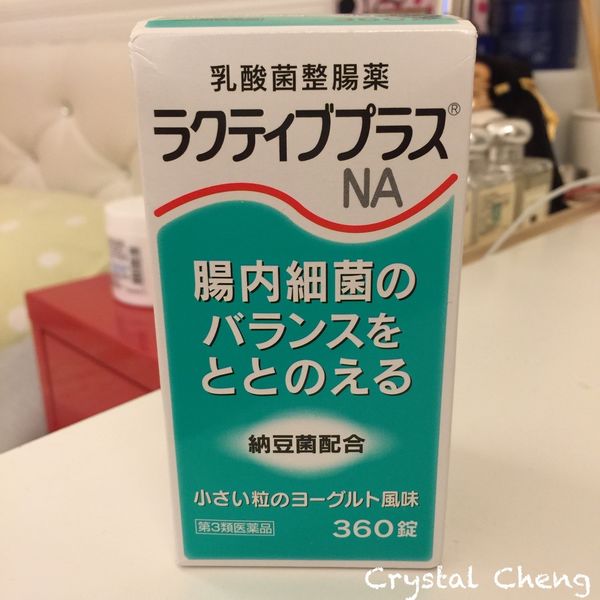 乳酸菌整腸薬
ラクティブプラス®
NA
腸内細菌の
バランスを
ととのえる
納豆菌配合
小さい粒のヨーグルト風味
第3類医薬品 360錠
Crystal Cheng